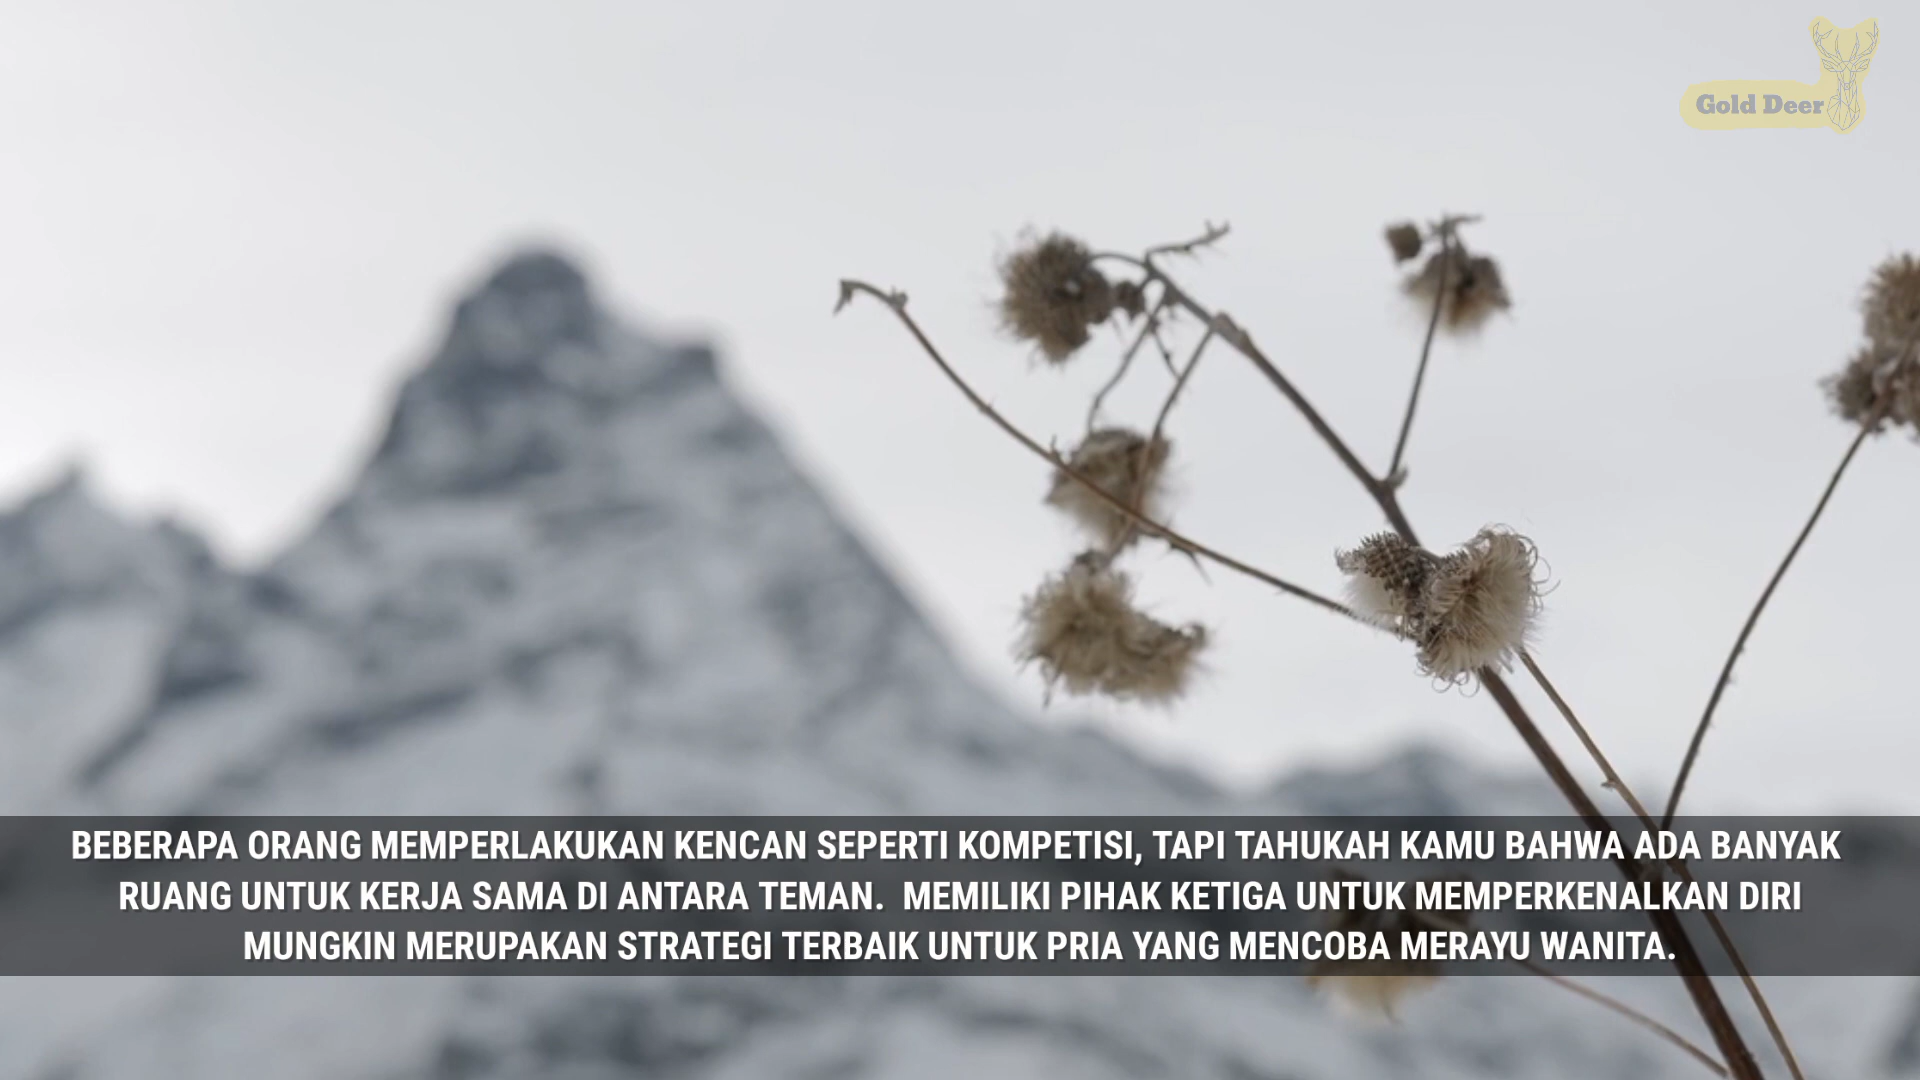 Gold Deer
BEBERAPA ORANG MEMPERLAKUKAN KENCAN SEPERTI KOMPETISI, TAPI TAHUKAH KAMU BAHWA ADA BANYAK
RUANG UNTUK KERJA SAMA DI ANTARA TEMAN.  MEMILIKI PIHAK KETIGA UNTUK MEMPERKENALKAN DIRI
MUNGKIN MERUPAKAN STRATEGI TERBAIK UNTUK PRIA YANG MENCOBA MERAYU WANITA.